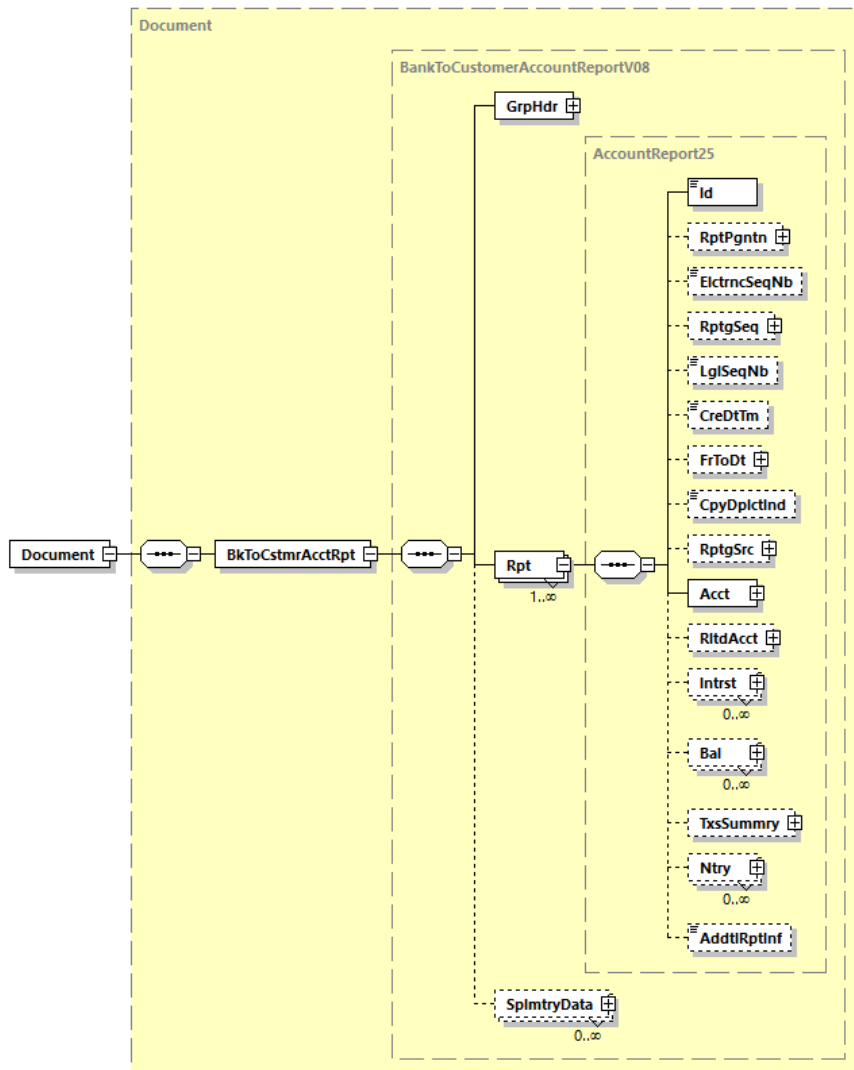 Document
BankToCustomerAccountReportV08
GrpHdr
AccountReport25
Id
RptPgntn
ElctrncSeqNb
RptgSeq
LglSeqNb
CreDtTm
FrToDt
CpyDplctInd
RptgSrc
Document
BkToCstmrAcctRpt
Rpt
1..∞
Acct
RltdAcct
Intrst
0..∞
Bal
0..∞
TxsSummry
Ntry
0..∞
AddtlRptInf
SplmtryData
0..∞